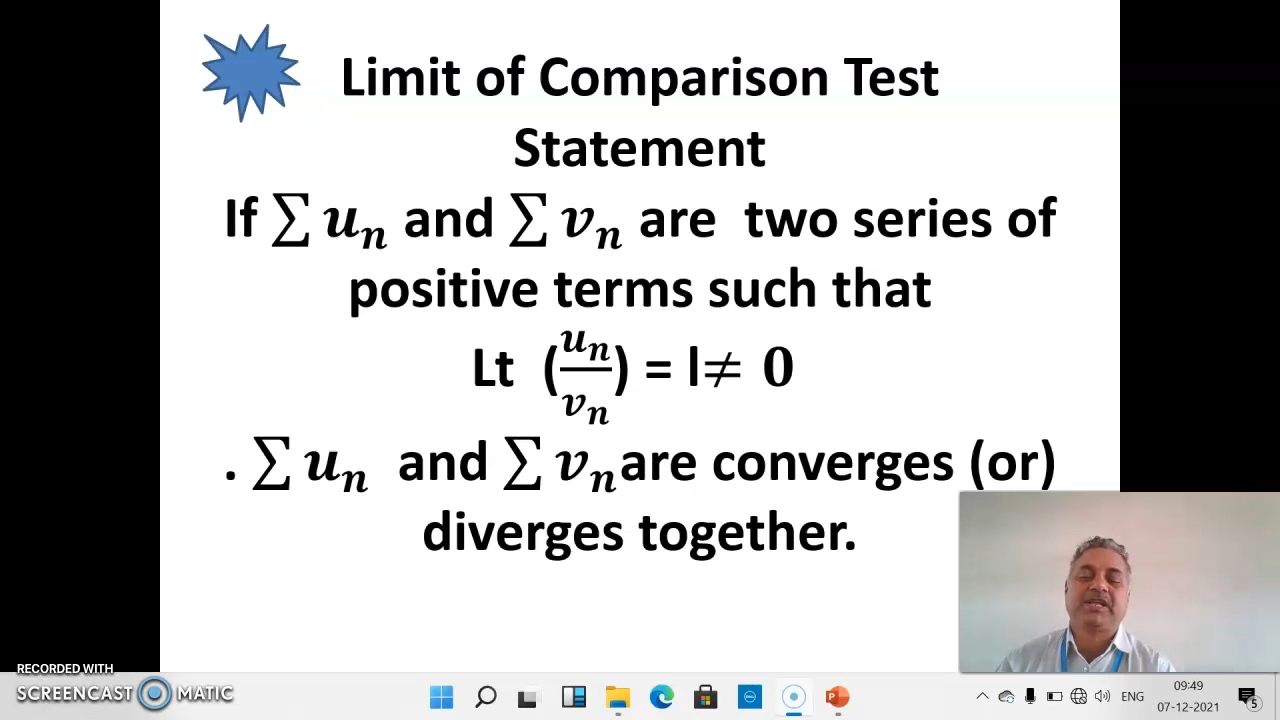 Limit of Comparison Test
Statement
If ∑ uₙ and ∑ vₙ are two series of
positive terms such that
Lt (uₙ/vₙ) = l≠ 0
. ∑ uₙ and ∑ vₙare converges (or)
diverges together.
RECORDED WITH
SCREENCAST MATIC
ENG
09:49
07-12-2021
5